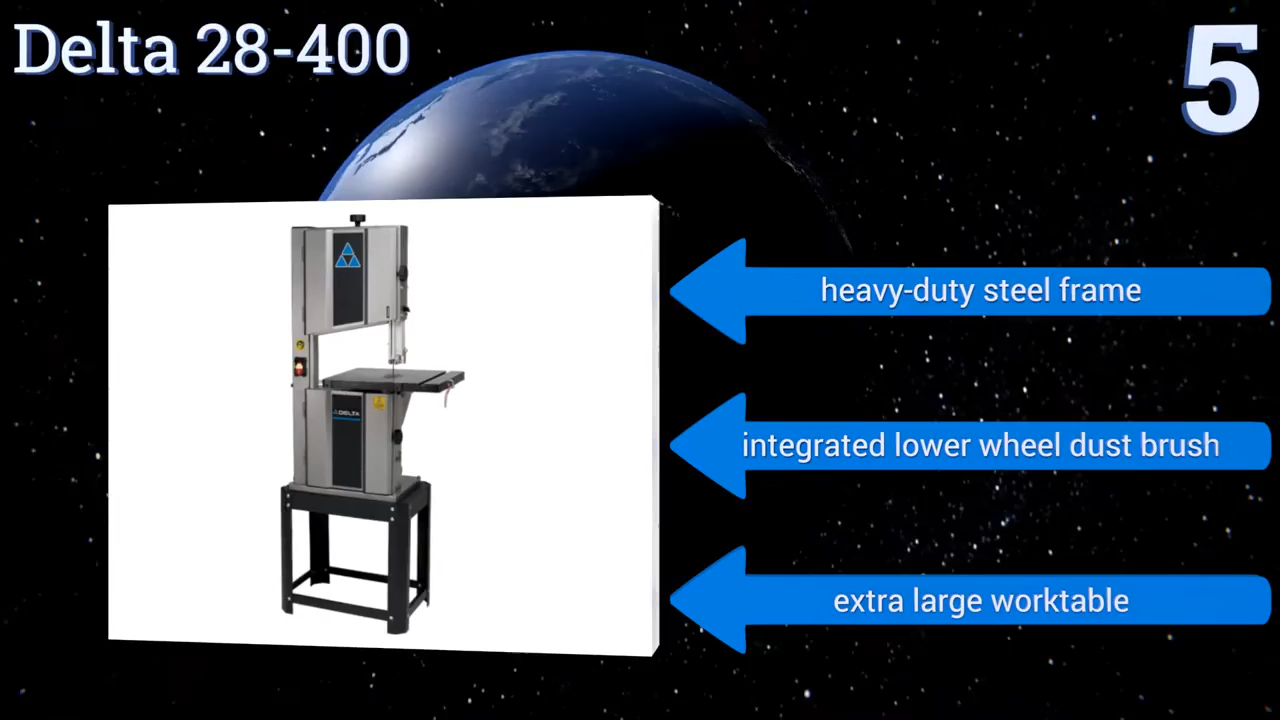 Delta 28-400
5
heavy-duty steel frame
DELTA
integrated lower wheel dust brush
extra large worktable